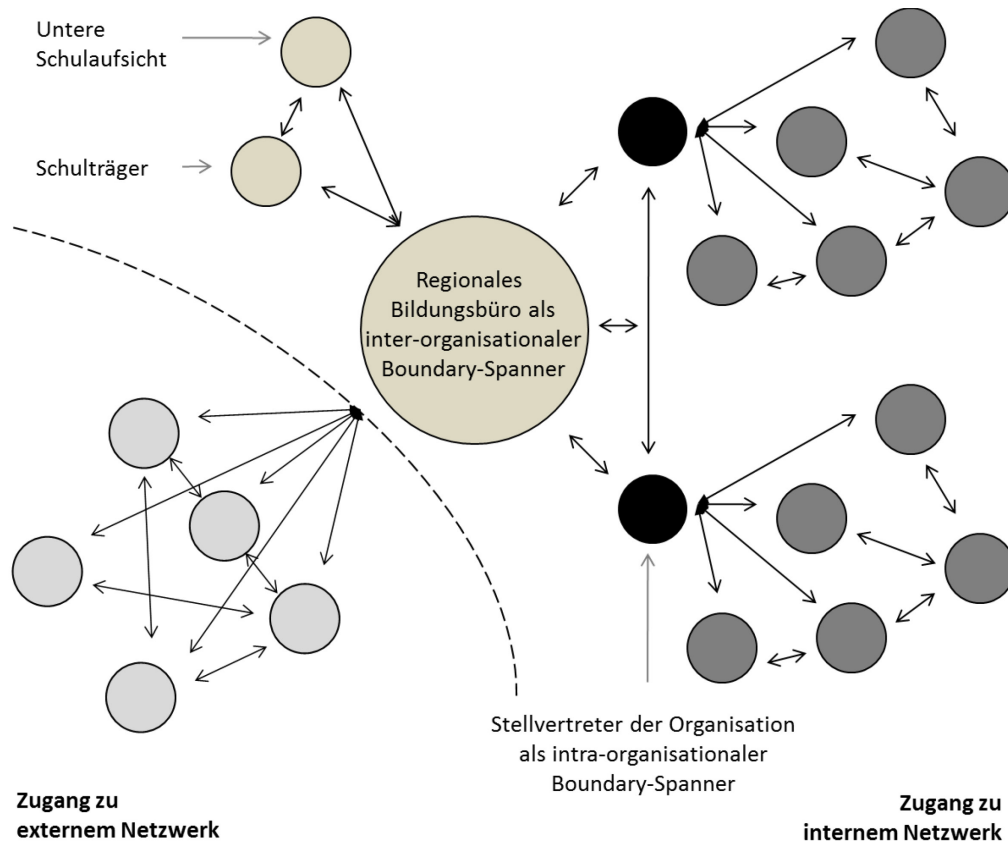 Untere
Schulaufsicht
Schulträger
Regionales
Bildungsbüro als
inter-organisationaler
Boundary-Spanner
Stellvertreter der Organisation
als intra-organisationaler
Boundary-Spanner
Zugang zu
externem Netzwerk
Zugang zu
internem Netzwerk